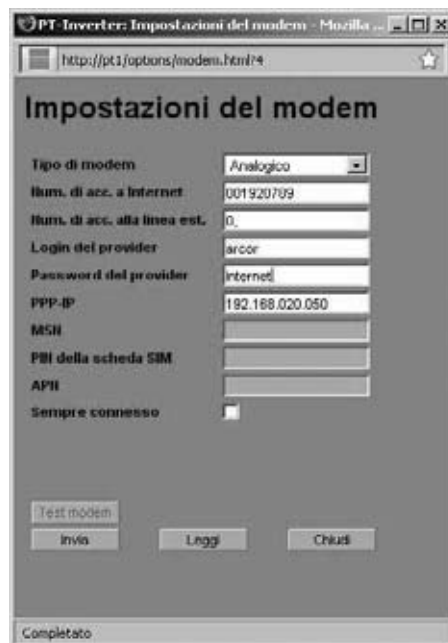 PT-Inverter: Impostazioni del modem - Mozilla ...
http://pt1/options/modem.html?4
Impostazioni del modem
Tipo di modem Analogico
Num. di acc. a Internet 001920789
Num. di acc. alla linea est. 0,
Login del provider arcor
Password del provider internet
PPP-IP 192.168.020.050
MSN
PIN della scheda SIM
APN
Sempre connesso
Test modem
Invia Leggi Chiudi
Completato